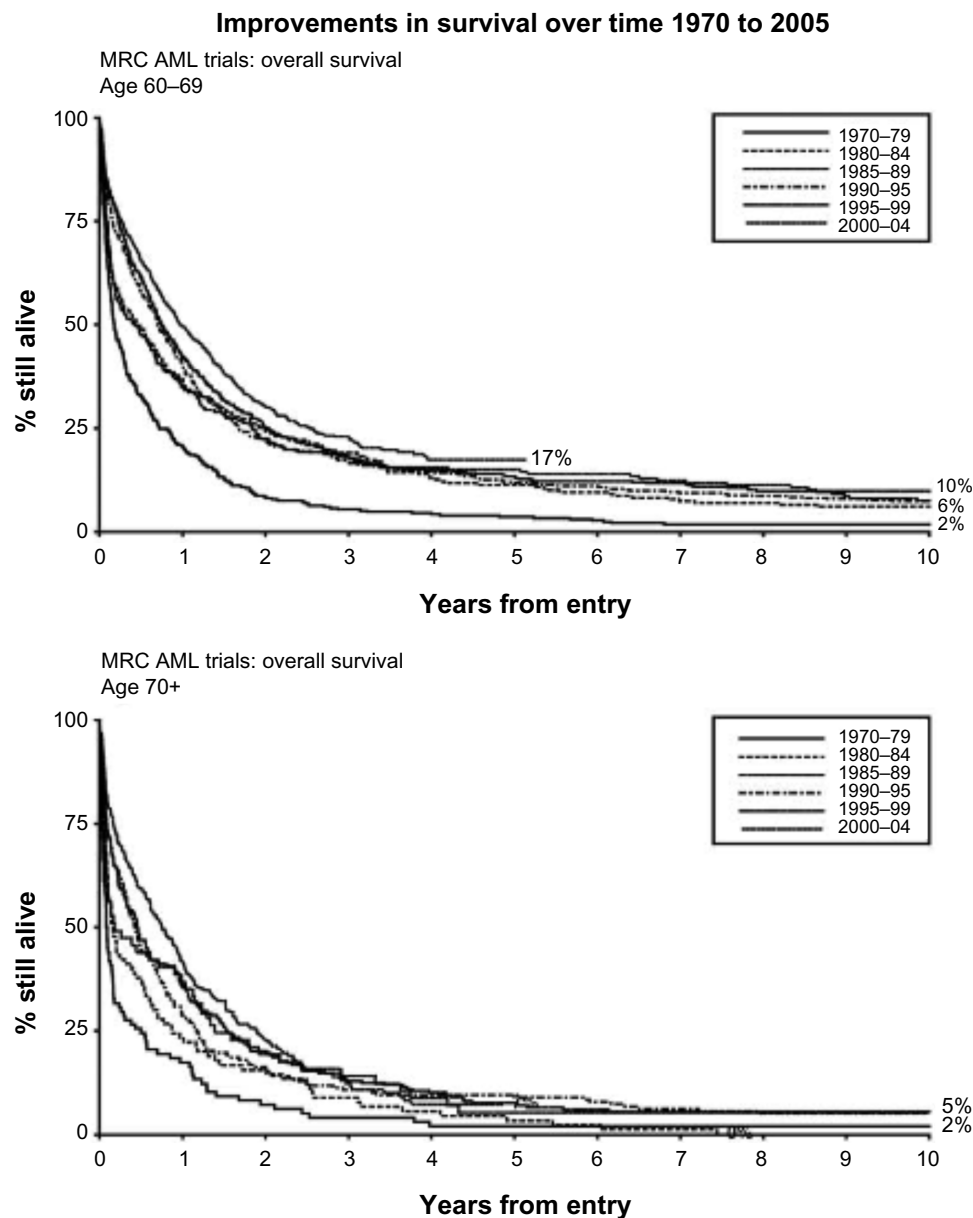 Improvements in survival over time 1970 to 2005
MRC AML trials: overall survival
Age 60–69
% still alive
100
75
50
25
0
1970–79
1980–84
1985–89
1990–95
1995–99
2000–04
17%
10%
6%
2%
0 1 2 3 4 5 6 7 8 9 10
Years from entry
MRC AML trials: overall survival
Age 70+
% still alive
100
75
50
25
0
1970–79
1980–84
1985–89
1990–95
1995–99
2000–04
5%
2%
0%
0 1 2 3 4 5 6 7 8 9 10
Years from entry